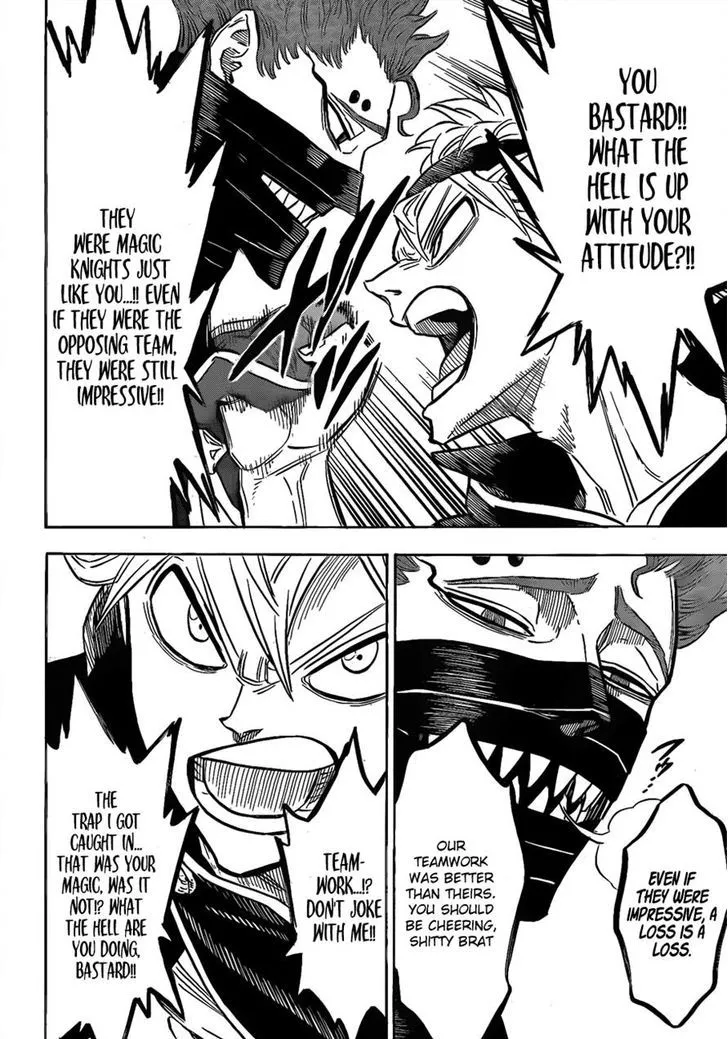 YOU
BASTARD!!
WHAT THE
HELL IS UP
WITH YOUR
ATTITUDE?!!
THEY
WERE MAGIC
KNIGHTS JUST
LIKE YOU...!! EVEN
IF THEY WERE THE
OPPOSING TEAM,
THEY WERE STILL
IMPRESSIVE!!
EVEN IF
THEY WERE
IMPRESSIVE, A
LOSS IS A
LOSS.
OUR
TEAMWORK
WAS BETTER
THAN THEIRS.
YOU SHOULD
BE CHEERING,
SHITTY BRAT
TEAM-
WORK...!?
DON'T JOKE
WITH ME!!
THE
TRAP I GOT
CAUGHT IN...
THAT WAS YOUR
MAGIC, WAS IT
NOT!? WHAT
THE HELL ARE
YOU DOING,
BASTARD!!